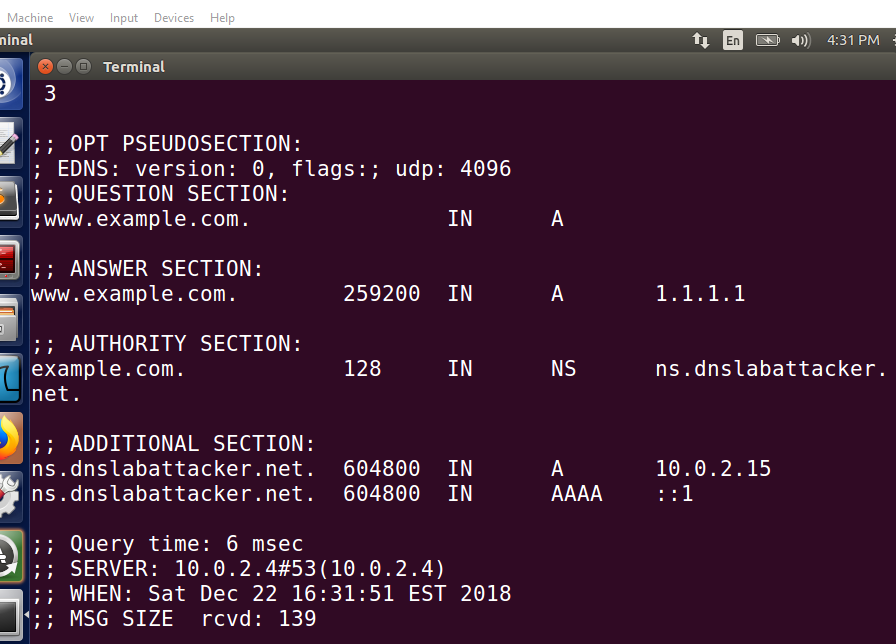 Machine View Input Devices Help
minal En 4:31 PM
Terminal
3
;; OPT PSEUDOSECTION:
; EDNS: version: 0, flags:; udp: 4096
;; QUESTION SECTION:
;www.example.com. IN A
;; ANSWER SECTION:
www.example.com. 259200 IN A 1.1.1.1
;; AUTHORITY SECTION:
example.com. 128 IN NS ns.dnslabattacker.
net.
;; ADDITIONAL SECTION:
ns.dnslabattacker.net. 604800 IN A 10.0.2.15
ns.dnslabattacker.net. 604800 IN AAAA ::1
;; Query time: 6 msec
;; SERVER: 10.0.2.4#53(10.0.2.4)
;; WHEN: Sat Dec 22 16:31:51 EST 2018
;; MSG SIZE rcvd: 139